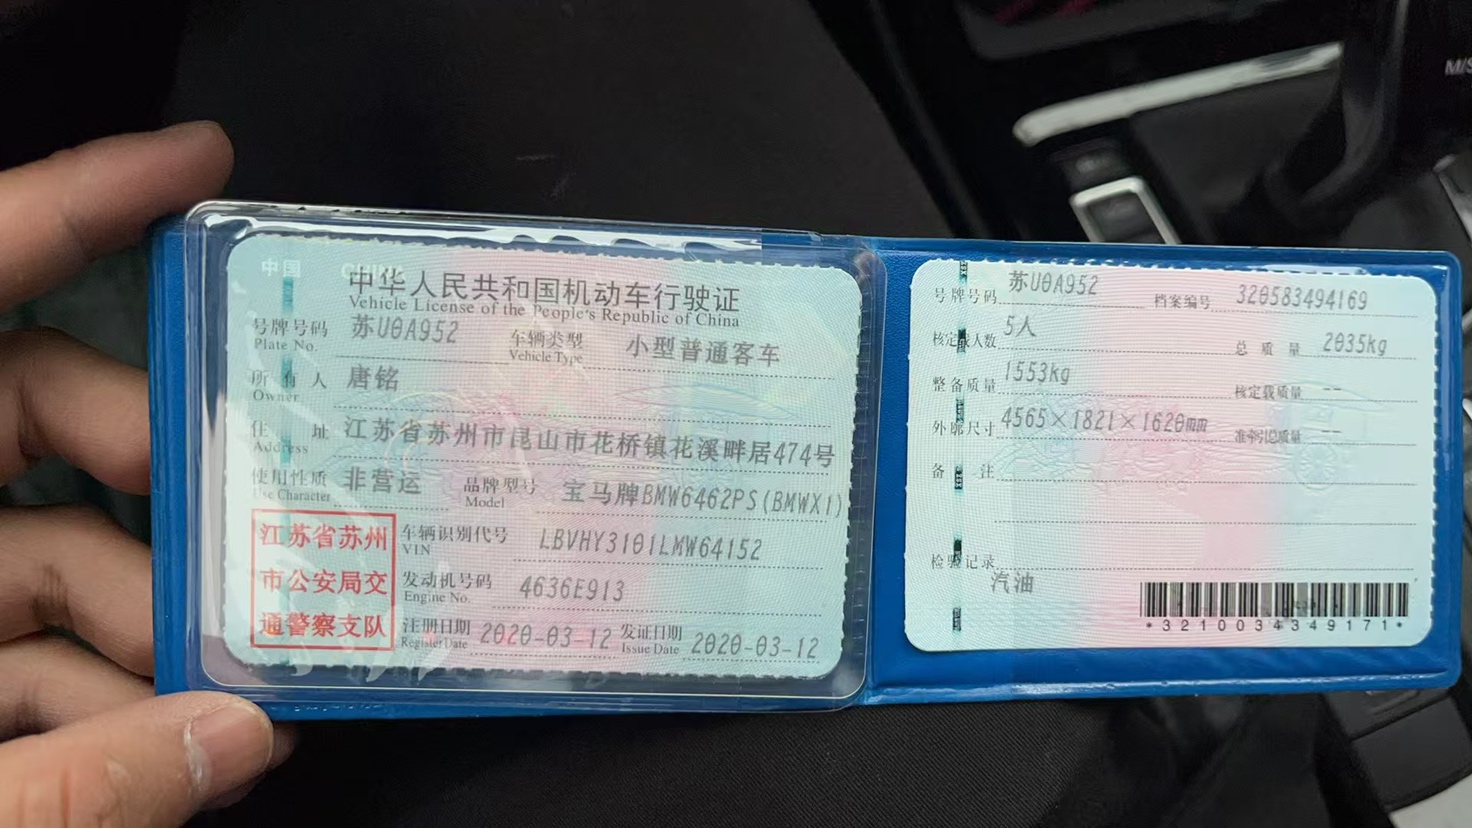 中国 CHINA
中华人民共和国机动车行驶证
Vehicle License of the People's Republic of China
号牌号码 苏U0A952 车辆类型 小型普通客车
Plate No. Vehicle Type
所有人 唐铭
Owner
住址 江苏省苏州市昆山市花桥镇花溪畔居474号
Address
使用性质 非营运 品牌型号 宝马牌BMW6462PS(BMWX1)
Use Character Model
江苏省苏州
市公安局交
通警察支队
车辆识别代号 LBVHY3101LMW64152
VIN
发动机号码 4636E913
Engine No.
注册日期 2020-03-12 发证日期 2020-03-12
Register Date Issue Date
号牌号码 苏U0A952 档案编号 320583494169
核定载人数 5人 总质量 2035kg
整备质量 1553kg 核定载质量 --
外廓尺寸 4565×1821×1620mm 准牵引总质量 --
备注
检验记录
汽油
*3210034349171*
M/S